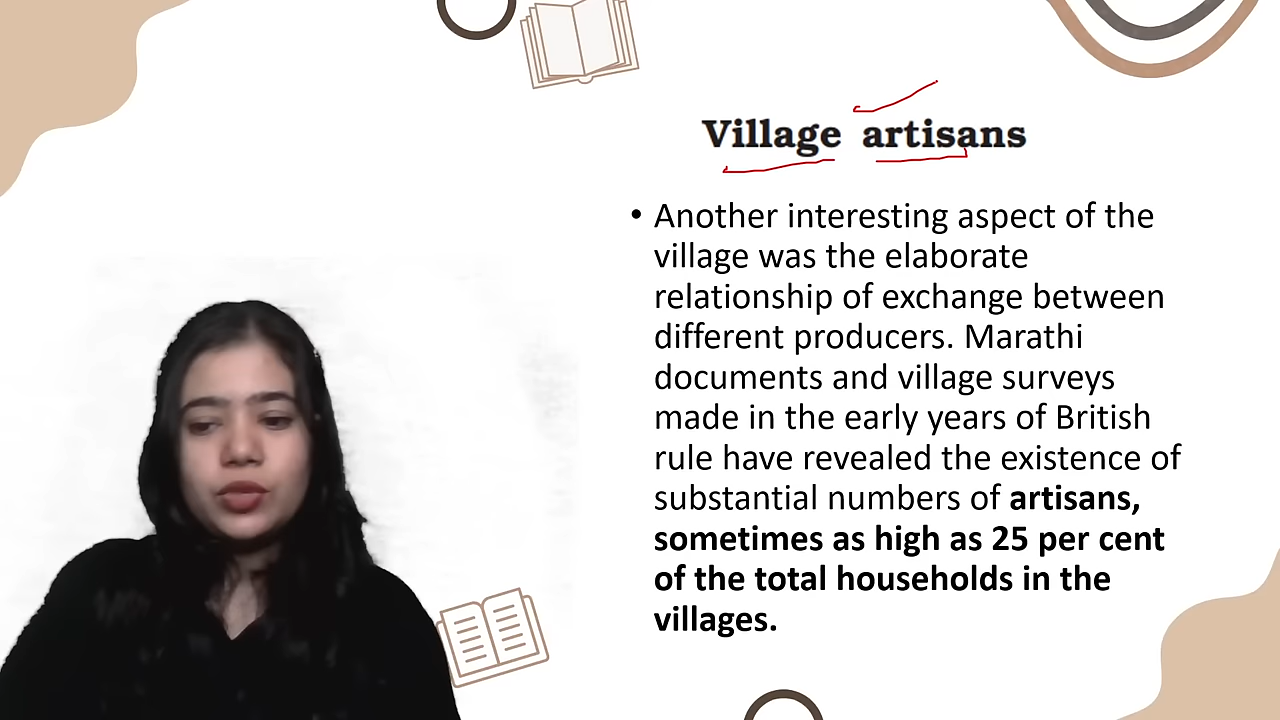 Village artisans
• Another interesting aspect of the
village was the elaborate
relationship of exchange between
different producers. Marathi
documents and village surveys
made in the early years of British
rule have revealed the existence of
substantial numbers of artisans,
sometimes as high as 25 per cent
of the total households in the
villages.